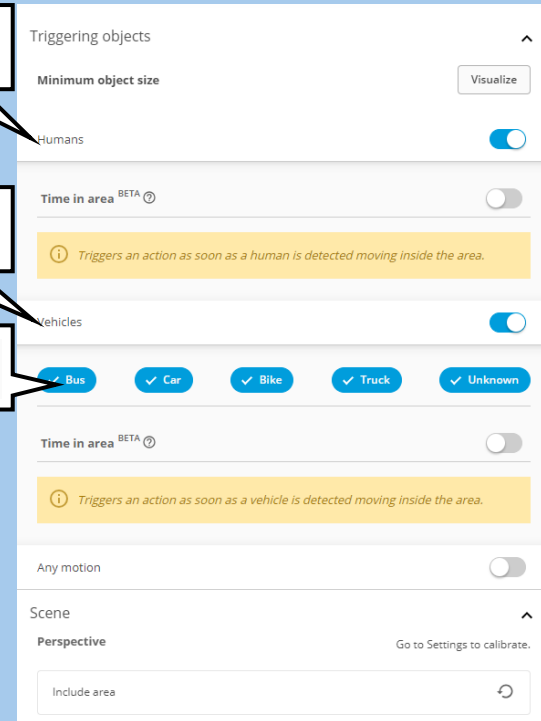 Triggering objects
Minimum object size
Visualize
Humans
Time in area BETA
Triggers an action as soon as a human is detected moving inside the area.
Vehicles
Bus Car Bike Truck Unknown
Time in area BETA
Triggers an action as soon as a vehicle is detected moving inside the area.
Any motion
Scene
Perspective
Go to Settings to calibrate.
Include area